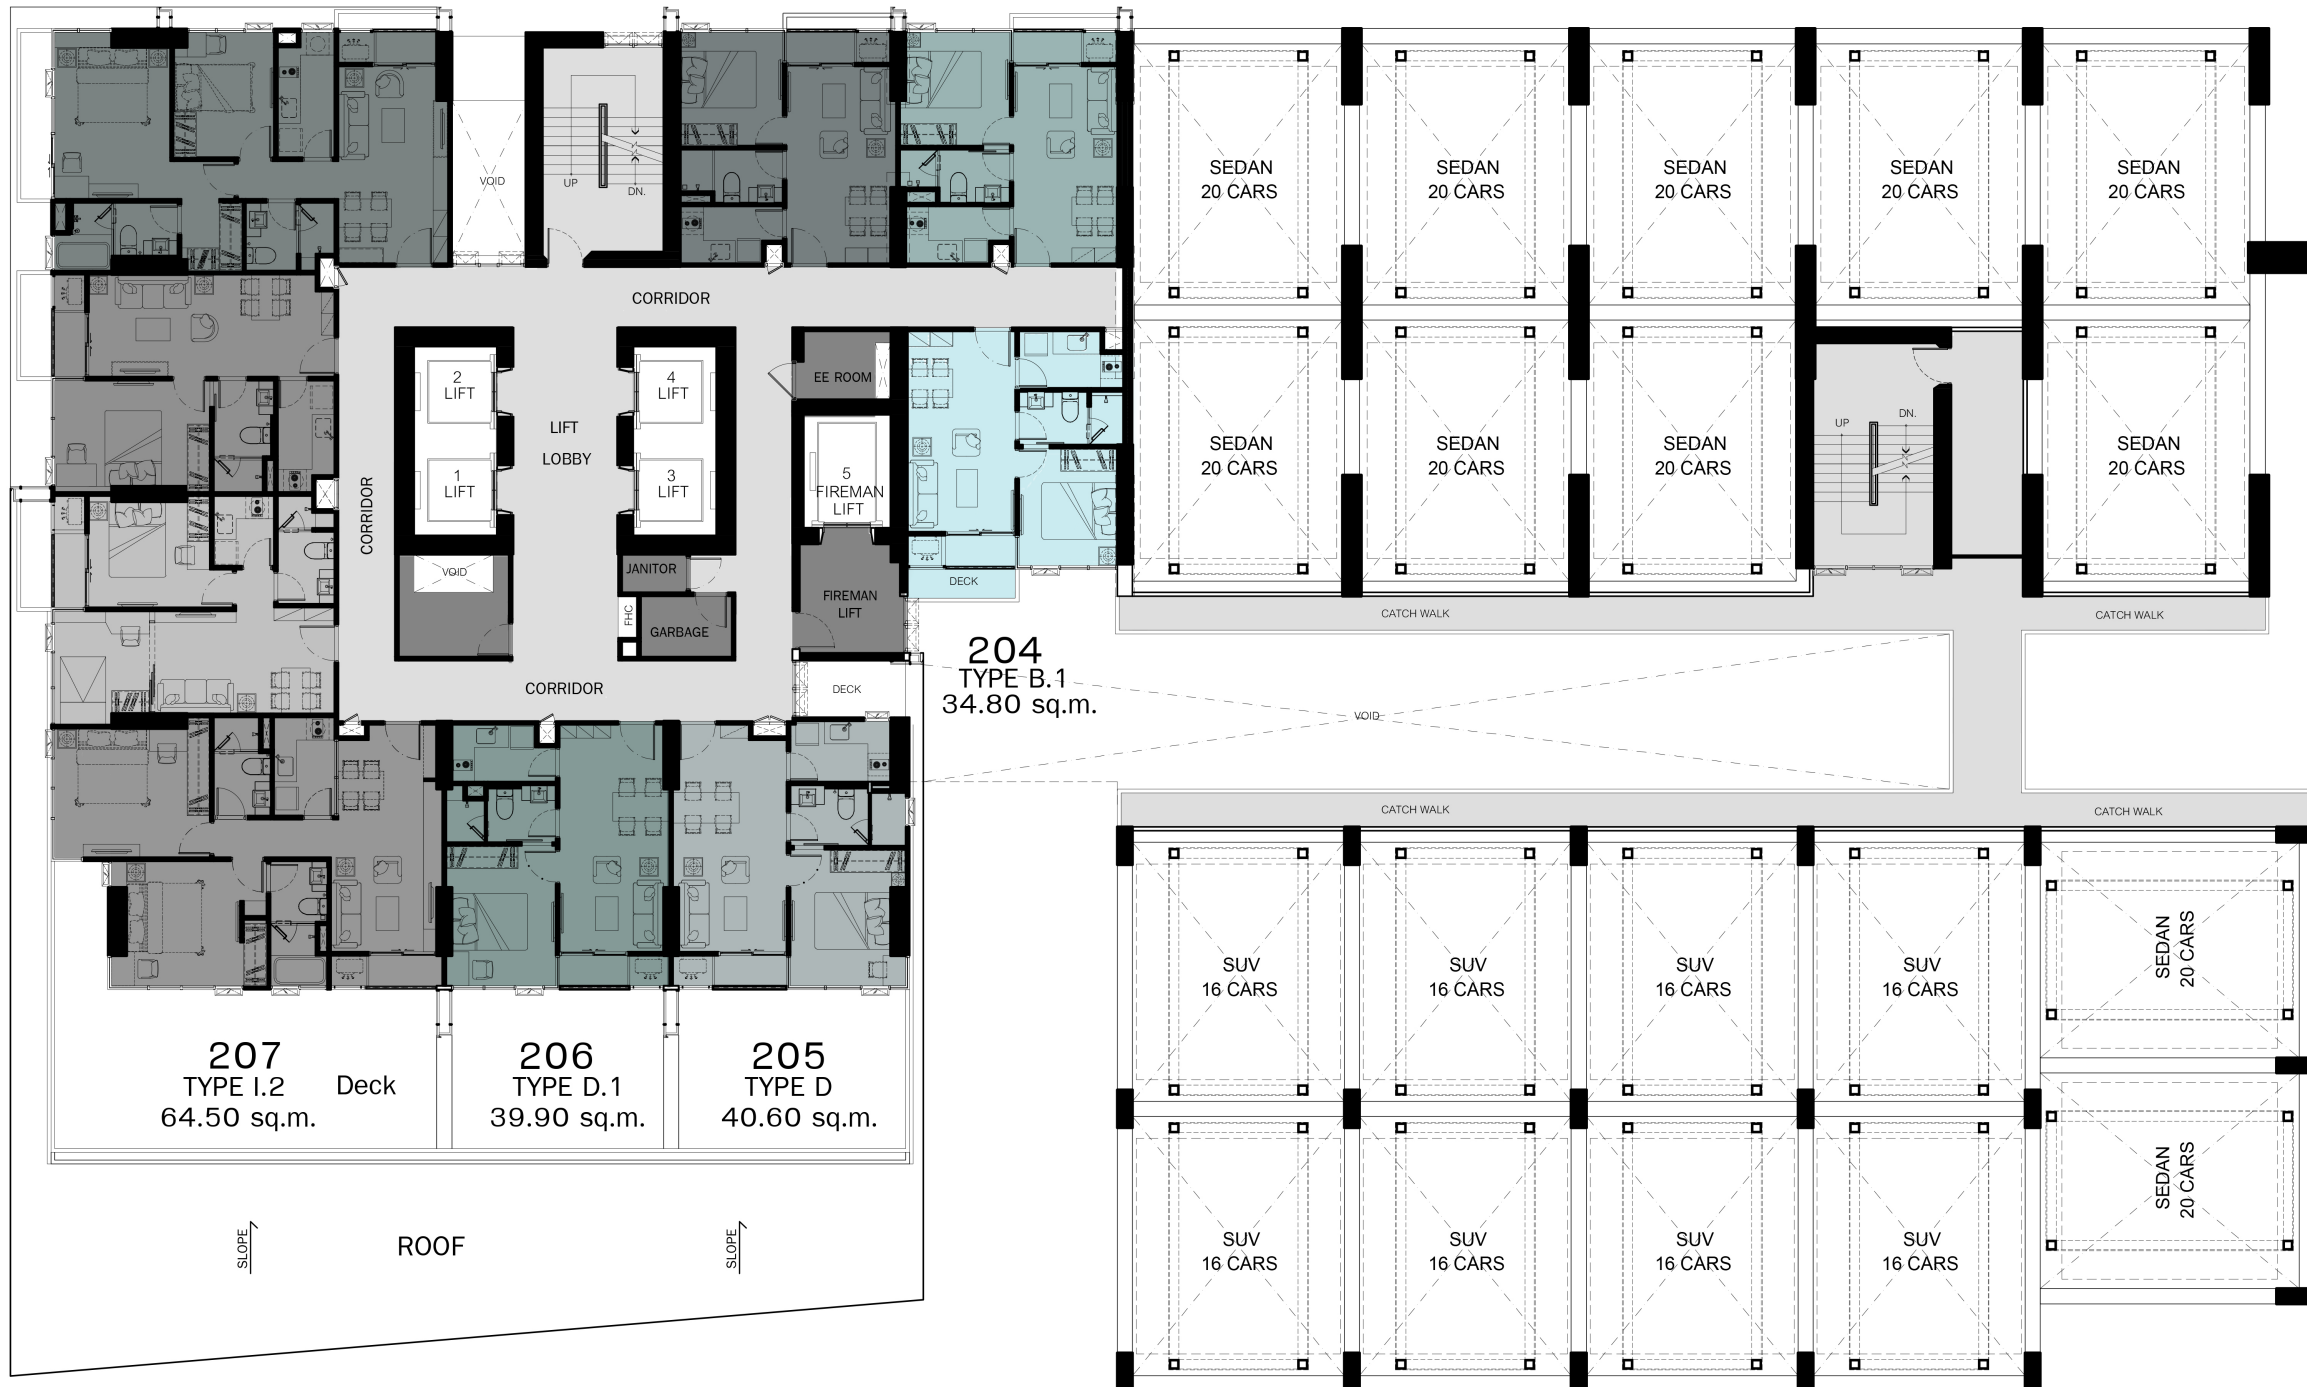 SEDAN
20 CARS
SEDAN
20 CARS
SEDAN
20 CARS
SEDAN
20 CARS
SEDAN
20 CARS
VOID
UP
DN.
CORRIDOR
2
LIFT
4
LIFT
EE ROOM
LIFT
LOBBY
1
LIFT
3
LIFT
5
FIREMAN
LIFT
CORRIDOR
SEDAN
20 CARS
SEDAN
20 CARS
SEDAN
20 CARS
UP
DN.
SEDAN
20 CARS
VOID
JANITOR
DECK
FIREMAN
LIFT
FHC
GARBAGE
CATCH WALK
CATCH WALK
204
TYPE B.1
34.80 sq.m.
CORRIDOR
DECK
VOID
CATCH WALK
CATCH WALK
SUV
16 CARS
SUV
16 CARS
SUV
16 CARS
SUV
16 CARS
SEDAN
20 CARS
207
TYPE I.2
64.50 sq.m.
Deck
206
TYPE D.1
39.90 sq.m.
205
TYPE D
40.60 sq.m.
SEDAN
20 CARS
SUV
16 CARS
SUV
16 CARS
SUV
16 CARS
SUV
16 CARS
SLOPE
ROOF
SLOPE